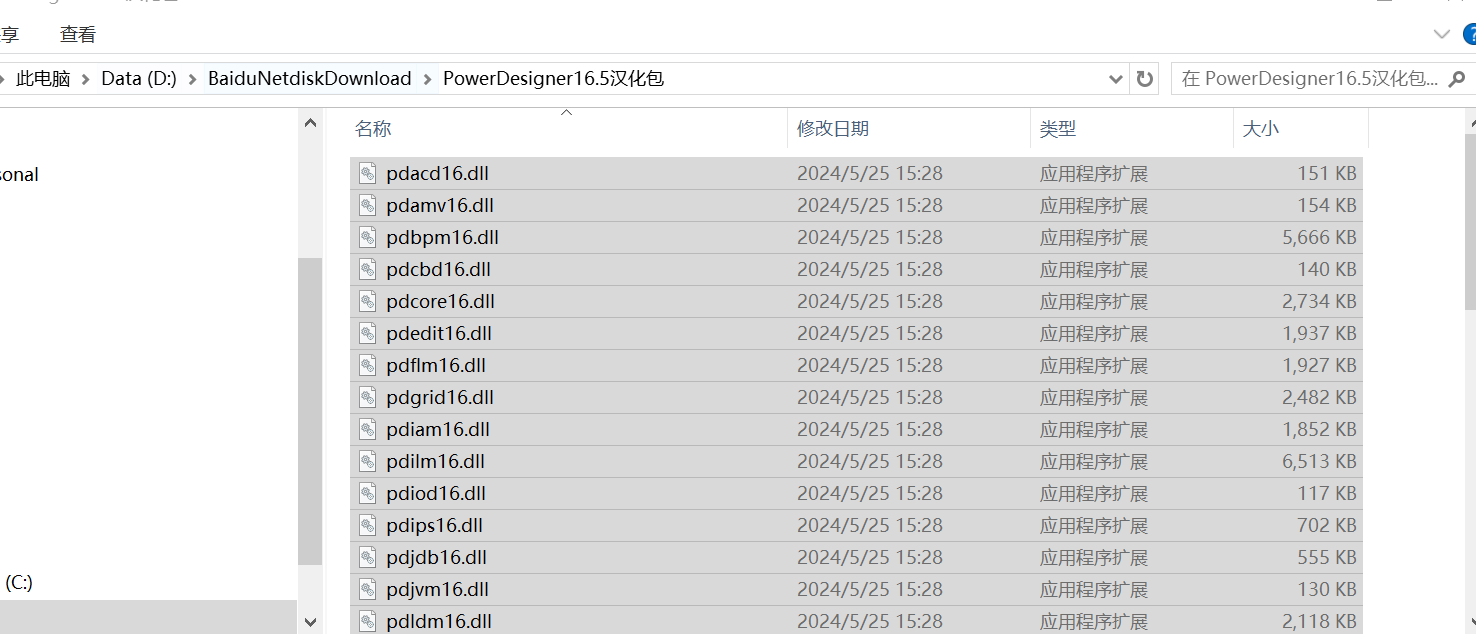 享 查看
此电脑 Data (D:) BaiduNetdiskDownload PowerDesigner16.5汉化包 在 PowerDesigner16.5汉化包...
名称 修改日期 类型 大小
sonal
pdacd16.dll 2024/5/25 15:28 应用程序扩展 151 KB
pdamv16.dll 2024/5/25 15:28 应用程序扩展 154 KB
pdbpm16.dll 2024/5/25 15:28 应用程序扩展 5,666 KB
pdcbd16.dll 2024/5/25 15:28 应用程序扩展 140 KB
pdcore16.dll 2024/5/25 15:28 应用程序扩展 2,734 KB
pdedit16.dll 2024/5/25 15:28 应用程序扩展 1,937 KB
pdflm16.dll 2024/5/25 15:28 应用程序扩展 1,927 KB
pdgrid16.dll 2024/5/25 15:28 应用程序扩展 2,482 KB
pdiam16.dll 2024/5/25 15:28 应用程序扩展 1,852 KB
pdilm16.dll 2024/5/25 15:28 应用程序扩展 6,513 KB
pdiod16.dll 2024/5/25 15:28 应用程序扩展 117 KB
pdips16.dll 2024/5/25 15:28 应用程序扩展 702 KB
pdjdb16.dll 2024/5/25 15:28 应用程序扩展 555 KB
(C:) pdjvm16.dll 2024/5/25 15:28 应用程序扩展 130 KB
pdldm16.dll 2024/5/25 15:28 应用程序扩展 2,118 KB